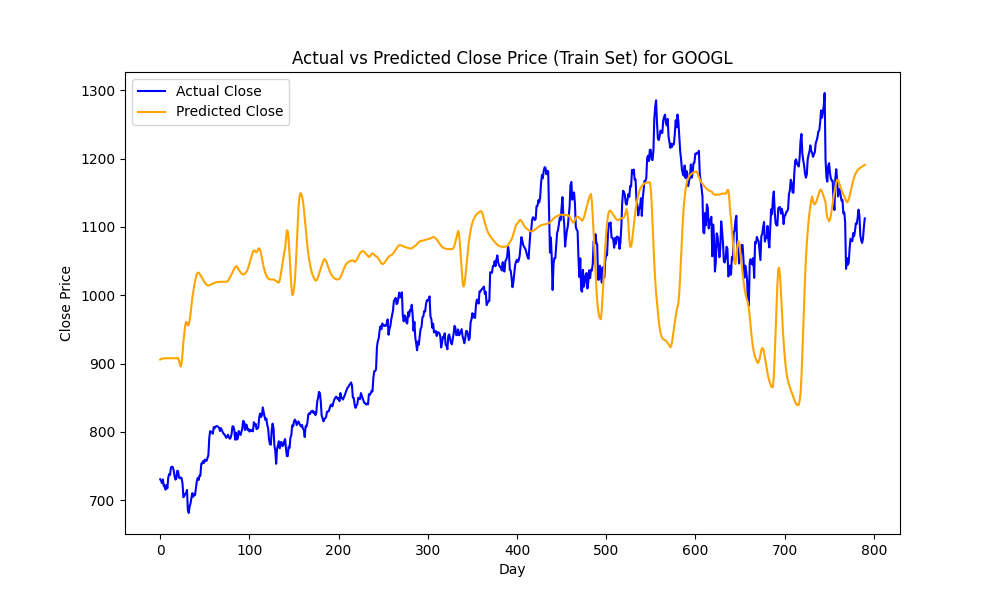 Actual vs Predicted Close Price (Train Set) for GOOGL
Actual Close
Predicted Close
Close Price
1300
1200
1100
1000
900
800
700
0 100 200 300 400 500 600 700 800
Day